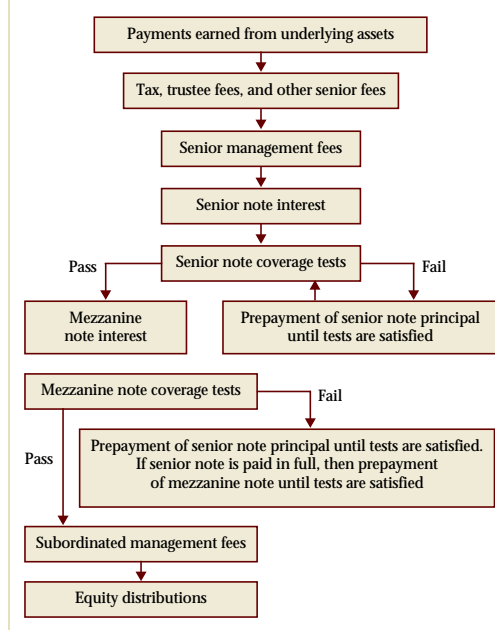 Payments earned from underlying assets
Tax, trustee fees, and other senior fees
Senior management fees
Senior note interest
Senior note coverage tests
Pass
Fail
Mezzanine
note interest
Prepayment of senior note principal
until tests are satisfied
Mezzanine note coverage tests
Fail
Prepayment of senior note principal until tests are satisfied.
If senior note is paid in full, then prepayment
of mezzanine note until tests are satisfied
Pass
Subordinated management fees
Equity distributions